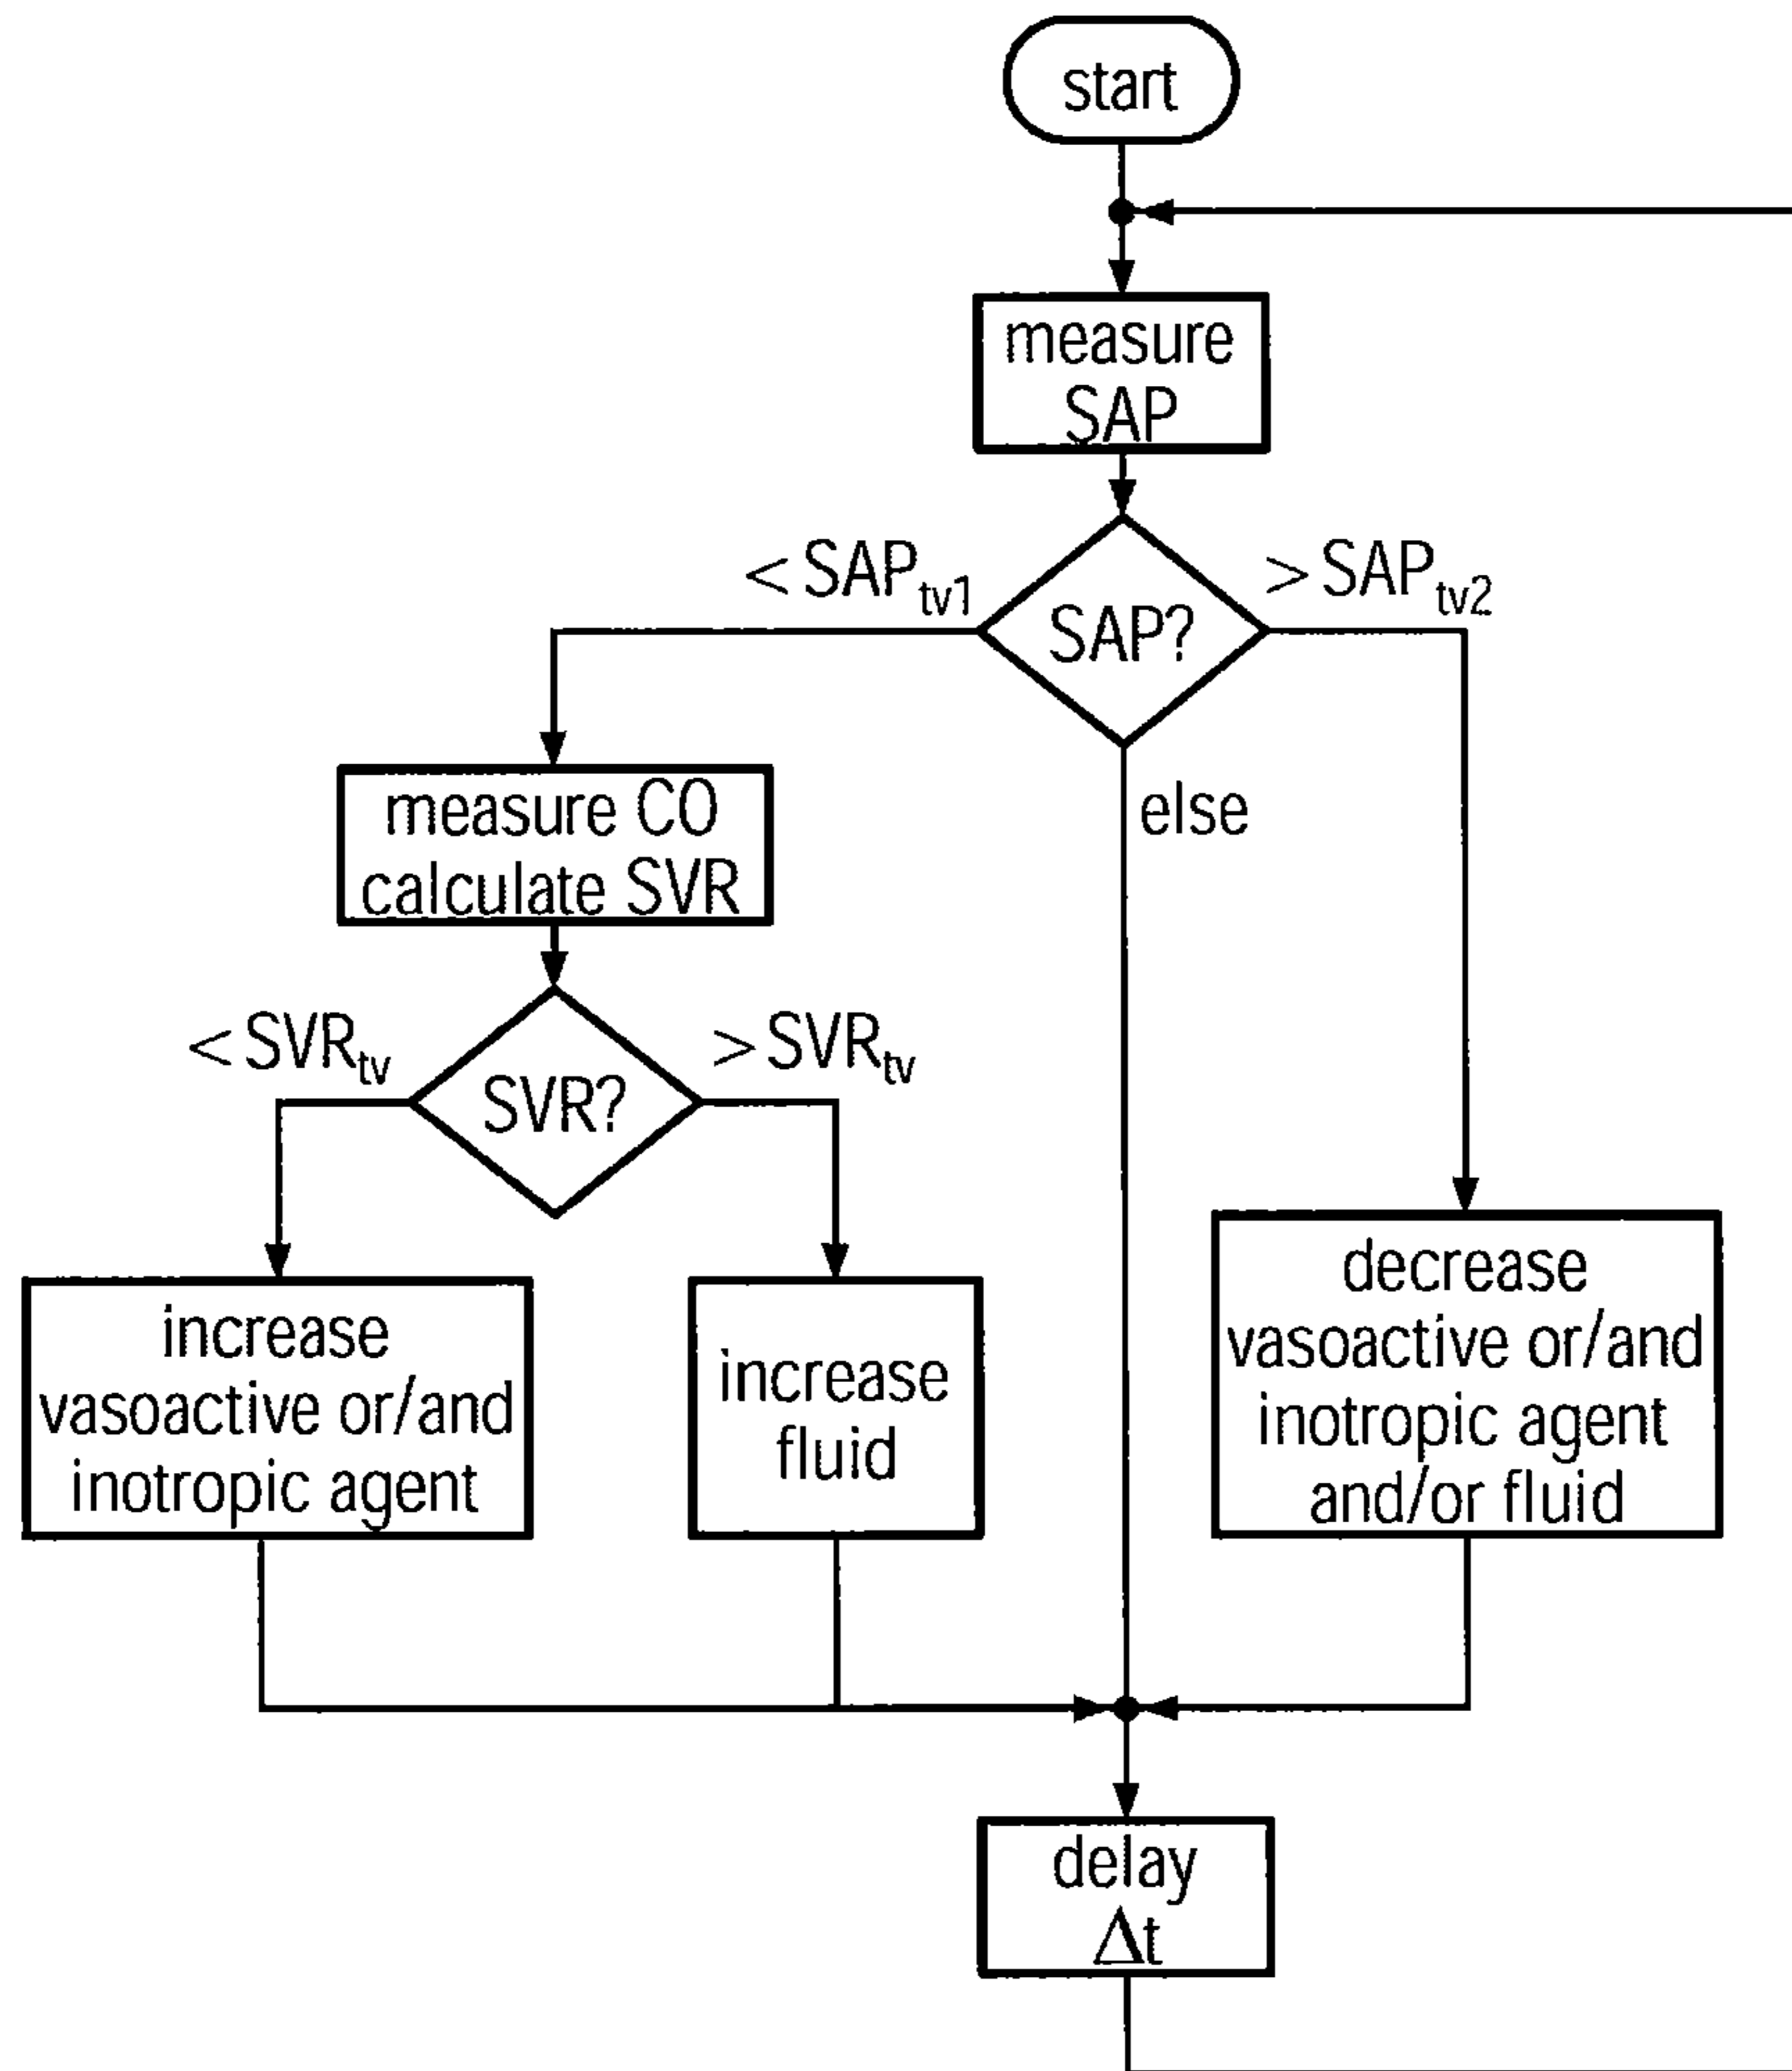 start
measure
SAP
< SAPtv1
> SAPtv2
SAP?
measure CO
calculate SVR
else
< SVRtv
> SVRtv
SVR?
increase
vasoactive or/and
inotropic agent
increase
fluid
decrease
vasoactive or/and
inotropic agent
and/or fluid
delay
Δt